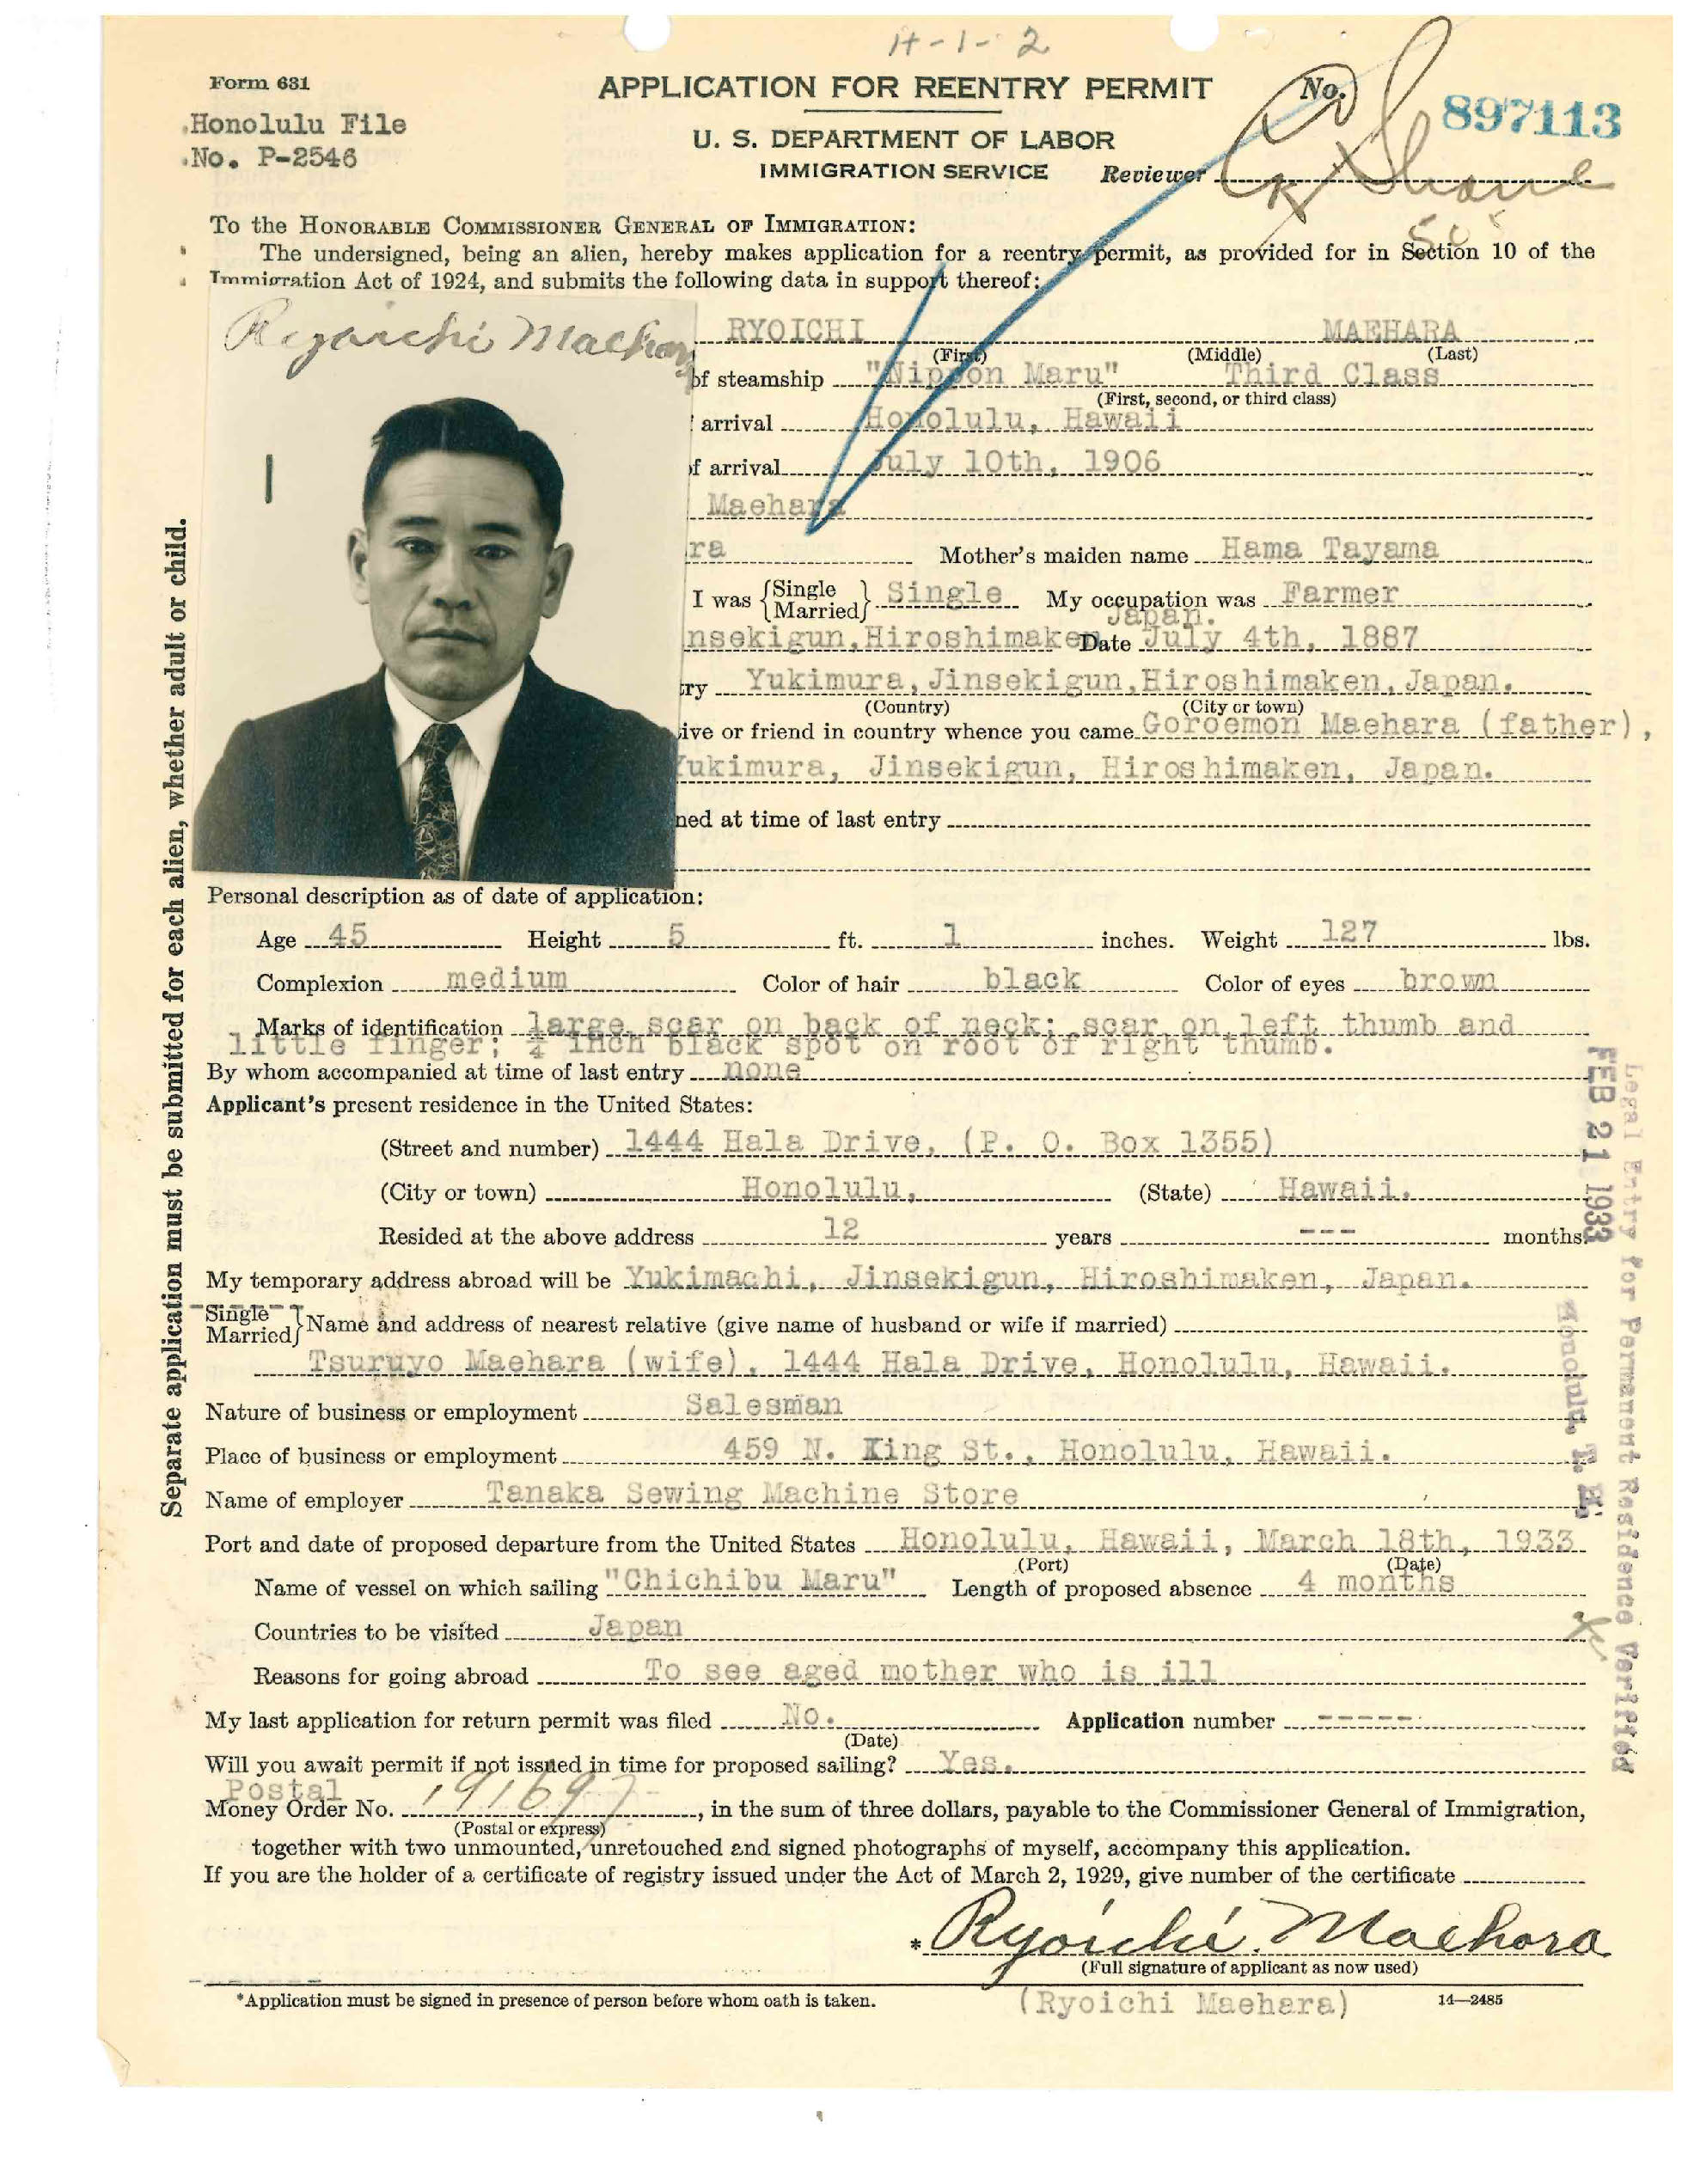 H-1-2
Form 631
APPLICATION FOR REENTRY PERMIT
No. 897113
Honolulu File
No. P-2546
U. S. DEPARTMENT OF LABOR
IMMIGRATION SERVICE
Reviewer
To the HONORABLE COMMISSIONER GENERAL OF IMMIGRATION:
The undersigned, being an alien, hereby makes application for a reentry permit, as provided for in Section 10 of the
Immigration Act of 1924, and submits the following data in support thereof:
Ryoichi Maehara
RYOICHI MAEHARA
(First) (Middle) (Last)
of steamship "Nippon Maru" Third Class
(First, second, or third class)
arrival Honolulu, Hawaii
of arrival July 10th, 1906
Maehara
ra Mother's maiden name Hama Tayama
I was {Single Married} Single My occupation was Farmer
Japan.
nsekigun, Hiroshimaken Date July 4th, 1887
try Yukimura, Jinsekigun, Hiroshimaken, Japan.
(Country) (City or town)
ive or friend in country whence you came Goroemon Maehara (father),
Yukimura, Jinsekigun, Hiroshimaken, Japan.
ned at time of last entry
Personal description as of date of application:
Age 45 Height 5 ft. 1 inches. Weight 127 lbs.
Complexion medium Color of hair black Color of eyes brown
Marks of identification large scar on back of neck; scar on left thumb and
little finger; ¼ inch black spot on root of right thumb.
By whom accompanied at time of last entry none
Applicant's present residence in the United States:
(Street and number) 1444 Hala Drive, (P. O. Box 1355)
(City or town) Honolulu, (State) Hawaii.
Resided at the above address 12 years --- months.
My temporary address abroad will be Yukimachi, Jinsekigun, Hiroshimaken, Japan.
Single Married} Name and address of nearest relative (give name of husband or wife if married)
Tsuruyo Maehara (wife), 1444 Hala Drive, Honolulu, Hawaii.
Nature of business or employment Salesman
Place of business or employment 459 N. King St., Honolulu, Hawaii.
Name of employer Tanaka Sewing Machine Store
Port and date of proposed departure from the United States Honolulu, Hawaii, March 18th, 1933
(Port) (Date)
Name of vessel on which sailing "Chichibu Maru" Length of proposed absence 4 months
Countries to be visited Japan
Reasons for going abroad To see aged mother who is ill
My last application for return permit was filed No. Application number -----
(Date)
Will you await permit if not issued in time for proposed sailing? Yes.
Postal
Money Order No. 191697, in the sum of three dollars, payable to the Commissioner General of Immigration,
(Postal or express)
together with two unmounted, unretouched and signed photographs of myself, accompany this application.
If you are the holder of a certificate of registry issued under the Act of March 2, 1929, give number of the certificate
* Ryoichi Maehara
(Full signature of applicant as now used)
*Application must be signed in presence of person before whom oath is taken.
(Ryoichi Maehara)
14—2485
Separate application must be submitted for each alien, whether adult or child.
Legal Entry for Permanent Residence Verified
FEB 21 1933
Honolulu, T. H.